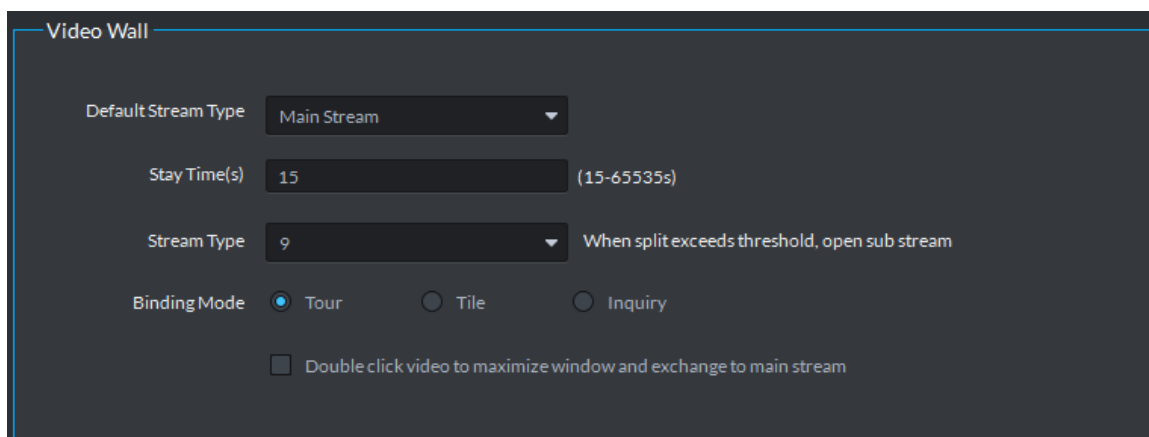 Video Wall
Default Stream Type Main Stream
Stay Time(s) 15 (15-65535s)
Stream Type 9 When split exceeds threshold, open sub stream
Binding Mode Tour Tile Inquiry
Double click video to maximize window and exchange to main stream